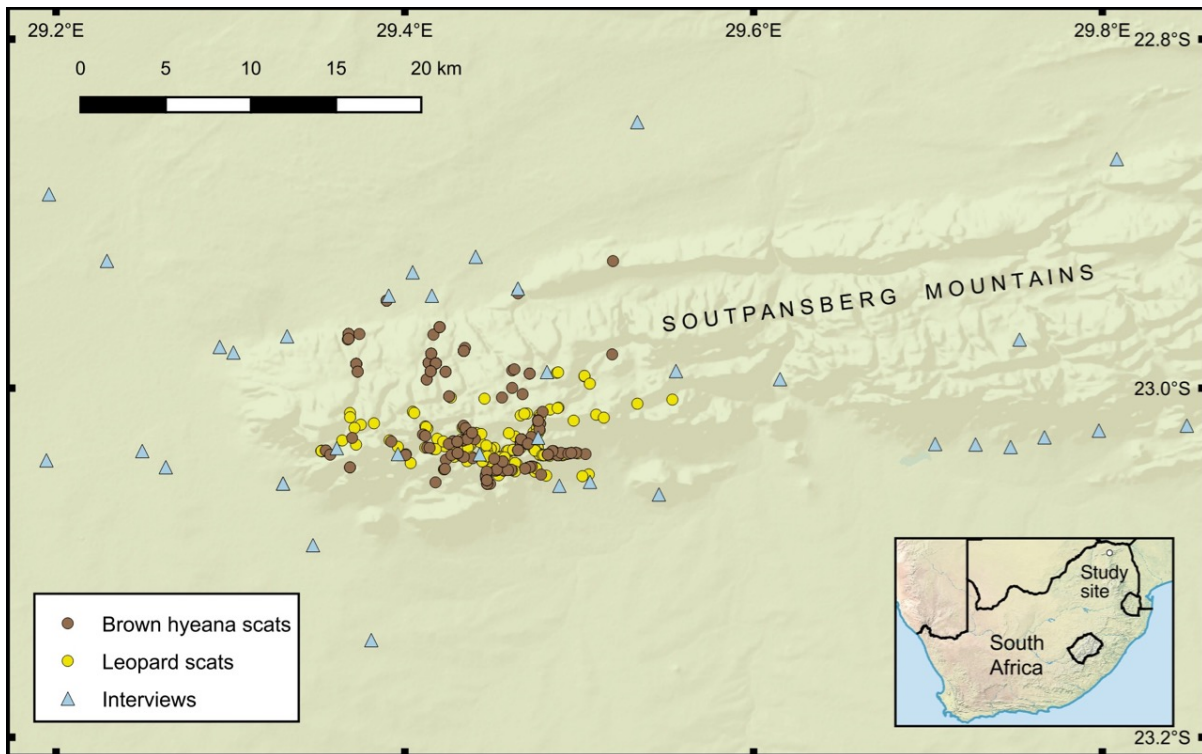 29.2°E 29.4°E 29.6°E 29.8°E
22.8°S
0 5 10 15 20 km
SOUTPANSBERG MOUNTAINS
23.0°S
Study
site
South
Africa
Brown hyeana scats
Leopard scats
Interviews
23.2°S